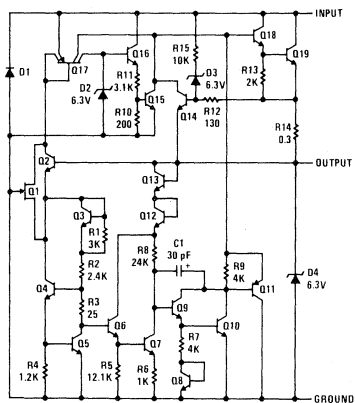 INPUT
Q18
Q16
R15
10K
Q19
D1
Q17
R11
3.1K
D3
6.3V
R13
2K
D2
6.3V
Q15
Q14
R10
200
R12
130
R14
0.3
Q2
OUTPUT
Q13
Q1
Q12
Q3
R1
3K
R8
24K
C1
30 pF
+
R9
4K
D4
6.3V
R2
2.4K
Q11
Q4
R3
25
Q9
Q6
Q10
R7
4K
Q5
Q7
R4
1.2K
R5
12.1K
R6
1K
Q8
GROUND